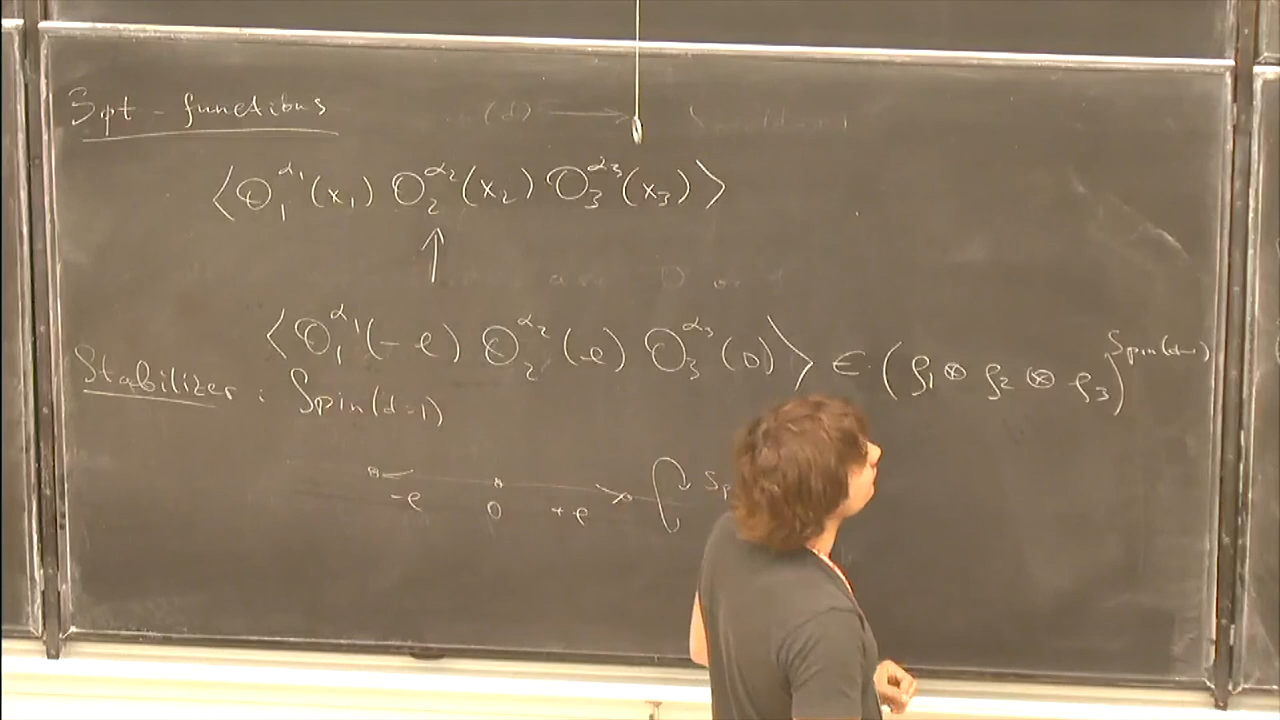 3pt - functions
(d) ⟶
⟨𝕆₁^{α₁}(x₁) 𝕆₂^{α₂}(x₂) 𝕆₃^{α₃}(x₃)⟩
↑
⟨𝕆₁^{α₁}(-e) 𝕆₂^{α₂}(e) 𝕆₃^{α₃}(0)⟩ ∈ (ρ₁ ⊗ ρ₂ ⊗ ρ₃)^{Spin(d-1)}
Stabilizer : Spin(d-1)
-e 0 +e